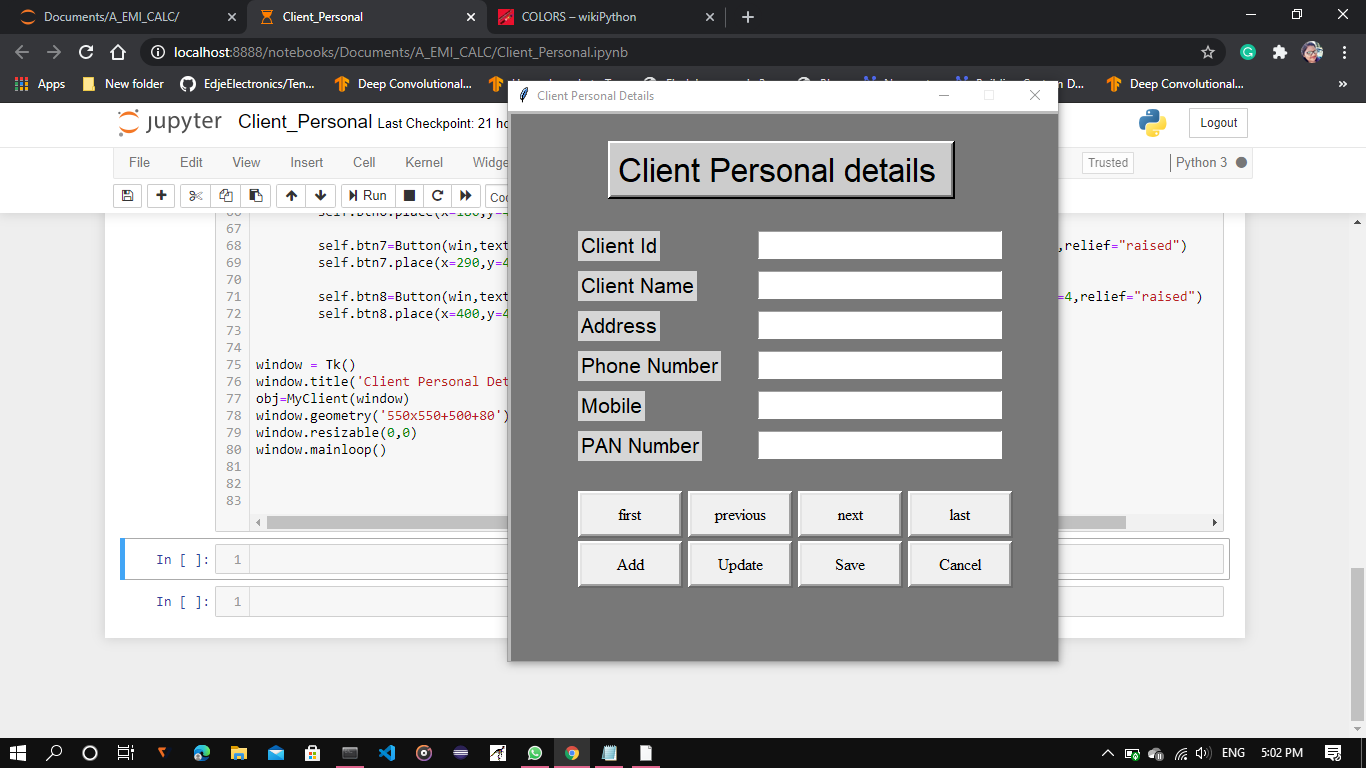 Documents/A_EMI_CALC/
Client_Personal
COLORS – wikiPython
localhost:8888/notebooks/Documents/A_EMI_CALC/Client_Personal.ipynb
Apps
New folder
EdjeElectronics/Ten...
Deep Convolutional...
D...
Deep Convolutional...
»
Client Personal Details
jupyter Client_Personal Last Checkpoint: 21 ho
Logout
File Edit View Insert Cell Kernel Widge
Trusted
Python 3
Run
Coc
67
68 self.btn7=Button(win,text ,relief="raised")
69 self.btn7.place(x=290,y=4
70
71 self.btn8=Button(win,text =4,relief="raised")
72 self.btn8.place(x=400,y=4
73
74
75 window = Tk()
76 window.title('Client Personal Det
77 obj=MyClient(window)
78 window.geometry('550x550+500+80')
79 window.resizable(0,0)
80 window.mainloop()
81
82
83
In [ ]: 1
In [ ]: 1
Client Personal details
Client Id
Client Name
Address
Phone Number
Mobile
PAN Number
first previous next last
Add Update Save Cancel
ENG 5:02 PM